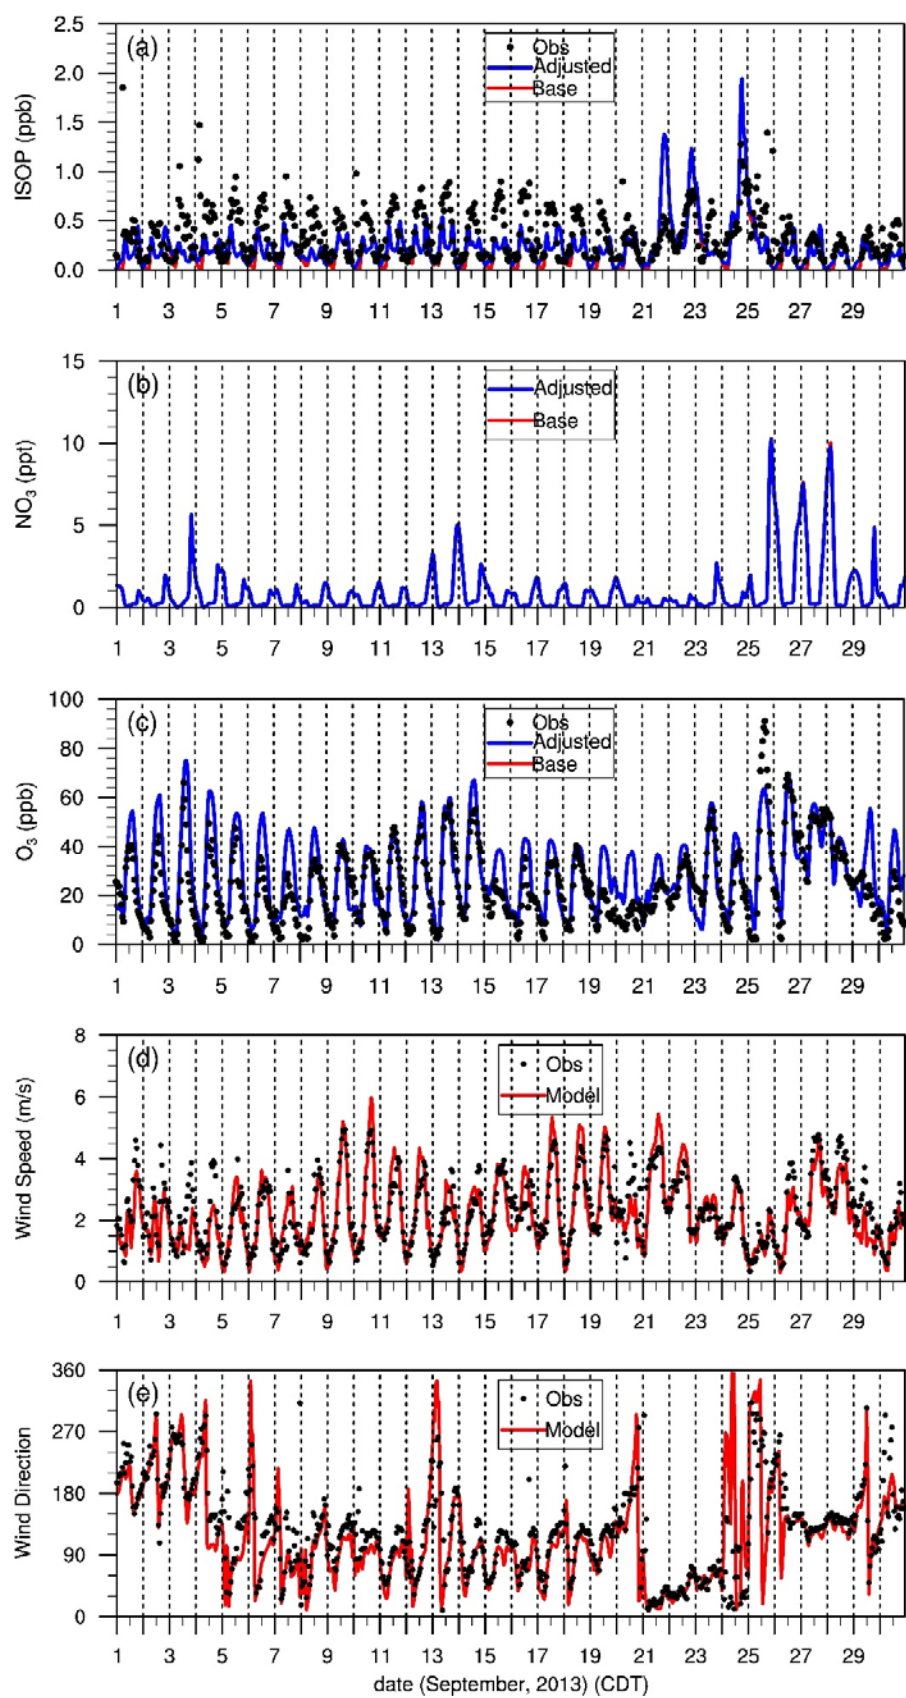 (a)
2.5
2.0
1.5
1.0
0.5
0.0
ISOP (ppb)
Obs
Adjusted
Base
1 3 5 7 9 11 13 15 17 19 21 23 25 27 29
(b)
15
10
5
0
NO₃ (ppt)
Adjusted
Base
1 3 5 7 9 11 13 15 17 19 21 23 25 27 29
(c)
100
80
60
40
20
0
O₃ (ppb)
Obs
Adjusted
Base
1 3 5 7 9 11 13 15 17 19 21 23 25 27 29
(d)
8
6
4
2
0
Wind Speed (m/s)
Obs
Model
1 3 5 7 9 11 13 15 17 19 21 23 25 27 29
(e)
360
270
180
90
0
Wind Direction
Obs
Model
1 3 5 7 9 11 13 15 17 19 21 23 25 27 29
date (September, 2013) (CDT)